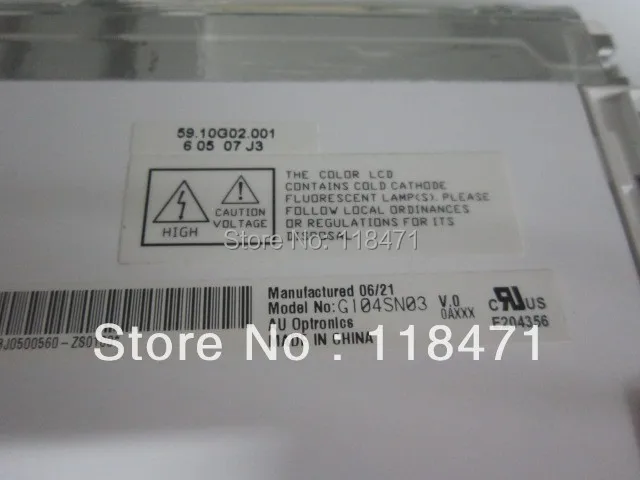 59.10G02.001
6 05 07 J3
THE COLOR LCD
CONTAINS COLD CATHODE
FLUORESCENT LAMP(S). PLEASE
FOLLOW LOCAL ORDINANCES
OR REGULATIONS FOR ITS
DISPOSAL
CAUTION
HIGH VOLTAGE
Store No: 118471
Manufactured 06/21
Model No: G104SN03 V.0
0AXXX
AU Optronics
MADE IN CHINA
C US
E204356
Store No: 118471